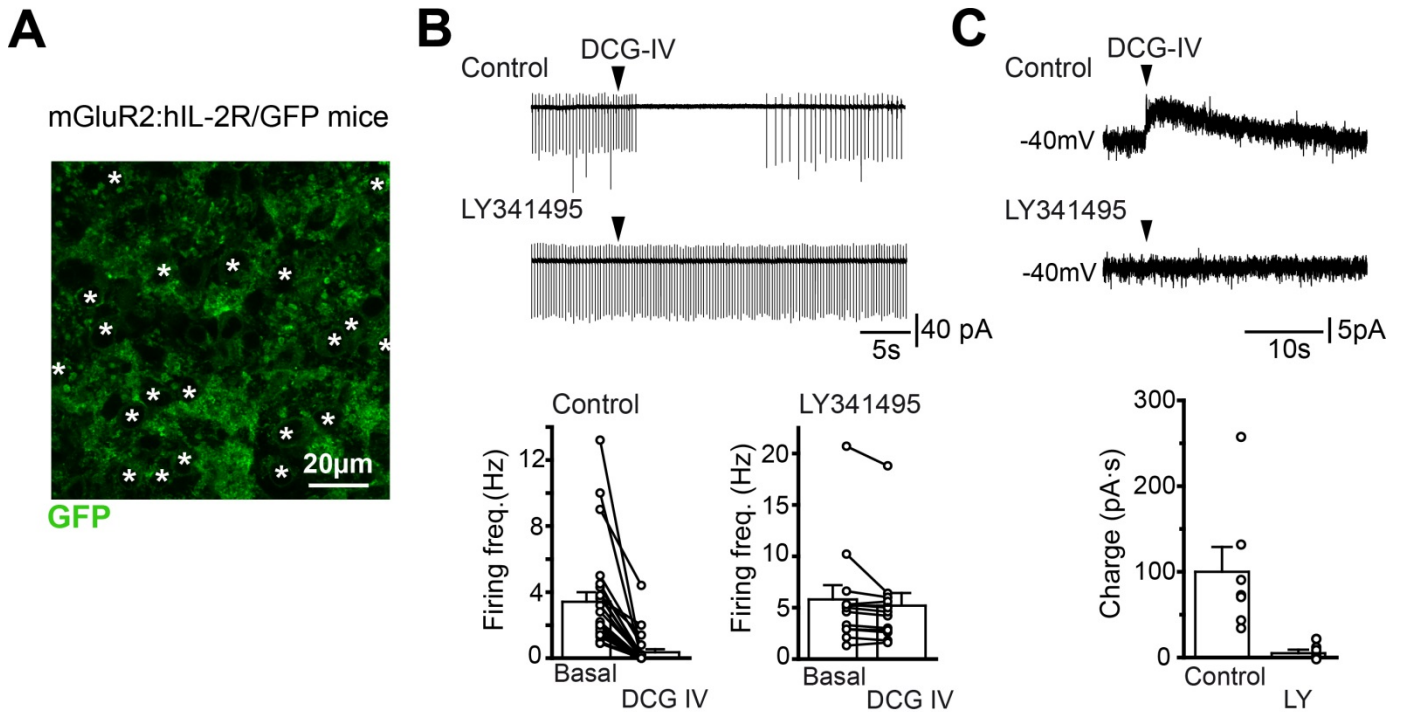 A
mGluR2:hIL-2R/GFP mice
* * * * * * * * * * * * * * * * * * * *
20μm
GFP
B
DCG-IV
Control
LY341495
40 pA
5s
Control
Firing freq.(Hz)
12
8
4
0
Basal
DCG IV
LY341495
Firing freq. (Hz)
20
15
10
5
0
Basal
DCG IV
C
DCG-IV
Control
-40mV
LY341495
-40mV
5pA
10s
Charge (pA·s)
300
200
100
0
Control
LY